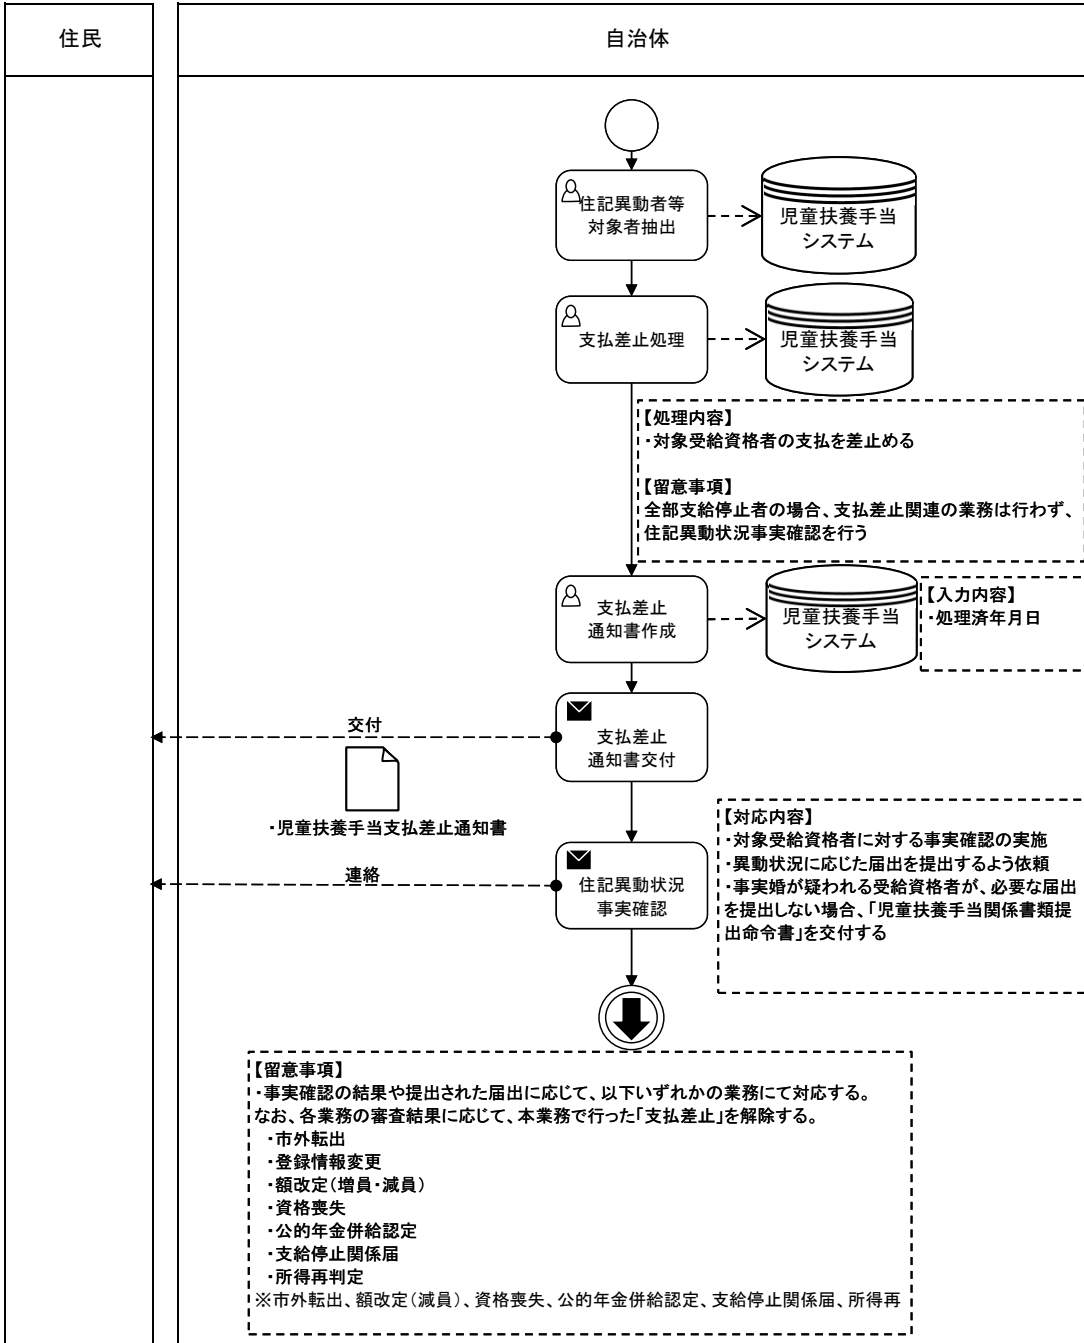 住民
自治体
住記異動者等
対象者抽出
児童扶養手当
システム
支払差止処理
児童扶養手当
システム
【処理内容】
・対象受給資格者の支払を差止める
【留意事項】
全部支給停止者の場合、支払差止関連の業務は行わず、
住記異動状況事実確認を行う
支払差止
通知書作成
児童扶養手当
システム
【入力内容】
・処理済年月日
支払差止
通知書交付
交付
・児童扶養手当支払差止通知書
住記異動状況
事実確認
連絡
【対応内容】
・対象受給資格者に対する事実確認の実施
・異動状況に応じた届出を提出するよう依頼
・事実婚が疑われる受給資格者が、必要な届出
を提出しない場合、「児童扶養手当関係書類提
出命令書」を交付する
【留意事項】
・事実確認の結果や提出された届出に応じて、以下いずれかの業務にて対応する。
なお、各業務の審査結果に応じて、本業務で行った「支払差止」を解除する。
・市外転出
・登録情報変更
・額改定（増員・減員）
・資格喪失
・公的年金併給認定
・支給停止関係届
・所得再判定
※市外転出、額改定（減員）、資格喪失、公的年金併給認定、支給停止関係届、所得再